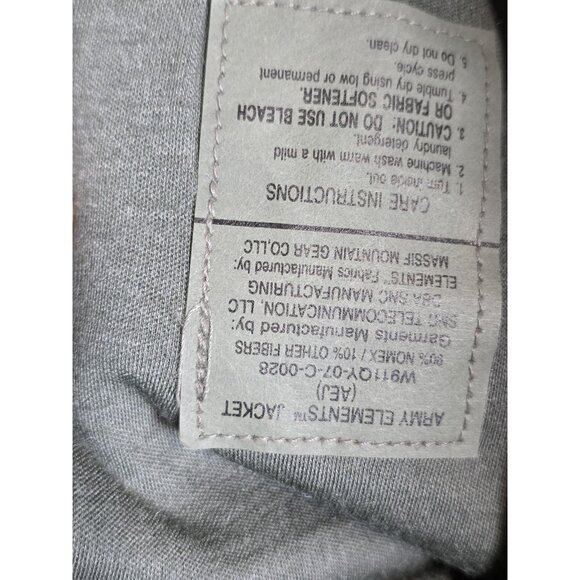 ARMY ELEMENTS™ JACKET
(AEJ)
W911QY-07-C-0028
90% NOMEX / 10% OTHER FIBERS
Garments Manufactured by:
SNC TELECOMMUNICATION, LLC
DBA SNC MANUFACTURING
ELEMENTS™ Fabrics Manufactured by:
MASSIF MOUNTAIN GEAR CO,LLC
CARE INSTRUCTIONS
1. Turn inside out.
2. Machine wash warm with a mild
laundry detergent.
3. CAUTION: DO NOT USE BLEACH
OR FABRIC SOFTENER.
4. Tumble dry using low or permanent
press cycle.
5. Do not dry clean.